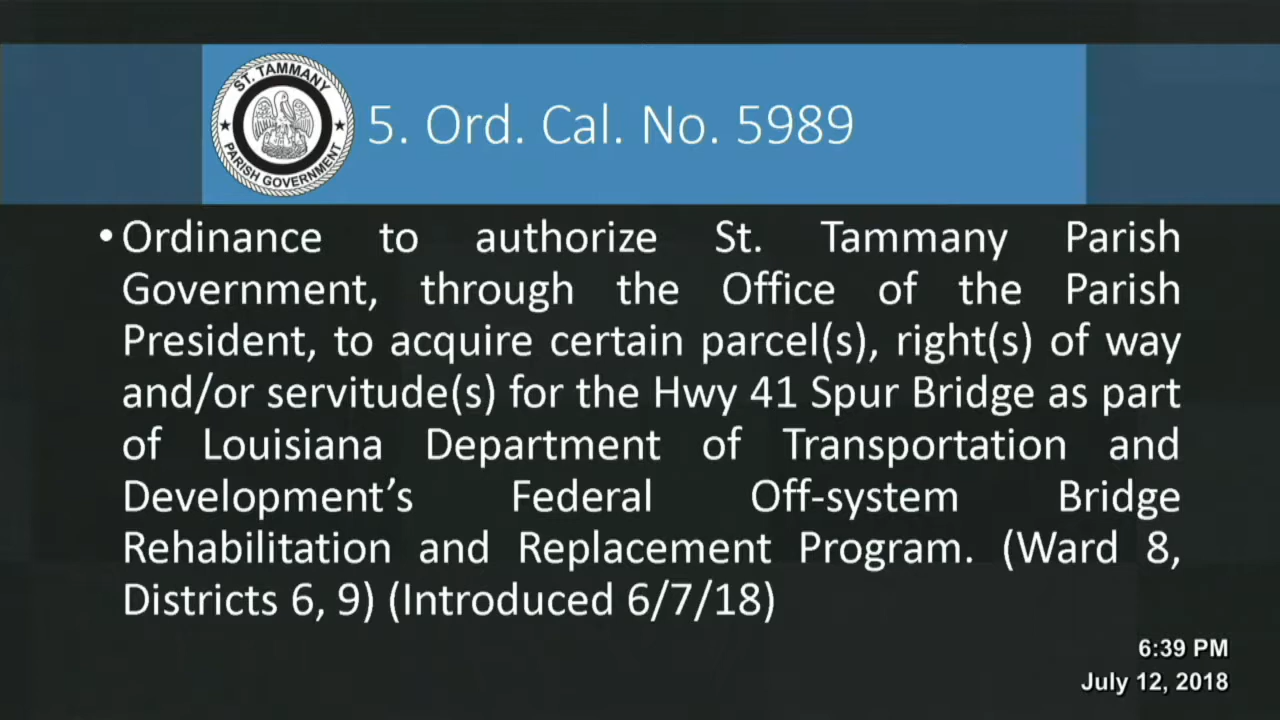 ST. TAMMANY
PARISH GOVERNMENT
5. Ord. Cal. No. 5989
• Ordinance to authorize St. Tammany Parish
Government, through the Office of the Parish
President, to acquire certain parcel(s), right(s) of way
and/or servitude(s) for the Hwy 41 Spur Bridge as part
of Louisiana Department of Transportation and
Development’s Federal Off-system Bridge
Rehabilitation and Replacement Program. (Ward 8,
Districts 6, 9) (Introduced 6/7/18)
6:39 PM
July 12, 2018